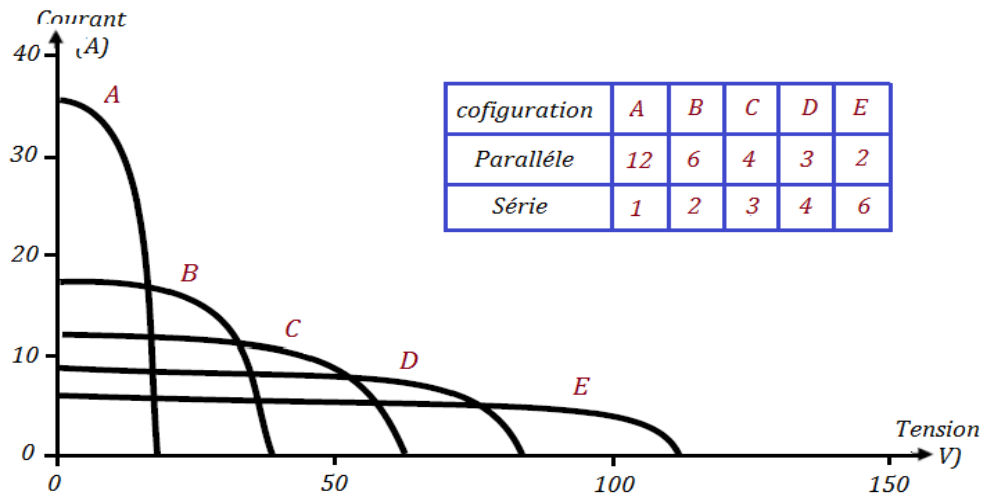 Courant
(A)
40
30
20
10
0
A
B
C
D
E
cofiguration A B C D E
Paralléle 12 6 4 3 2
Série 1 2 3 4 6
Tension
V)
0 50 100 150